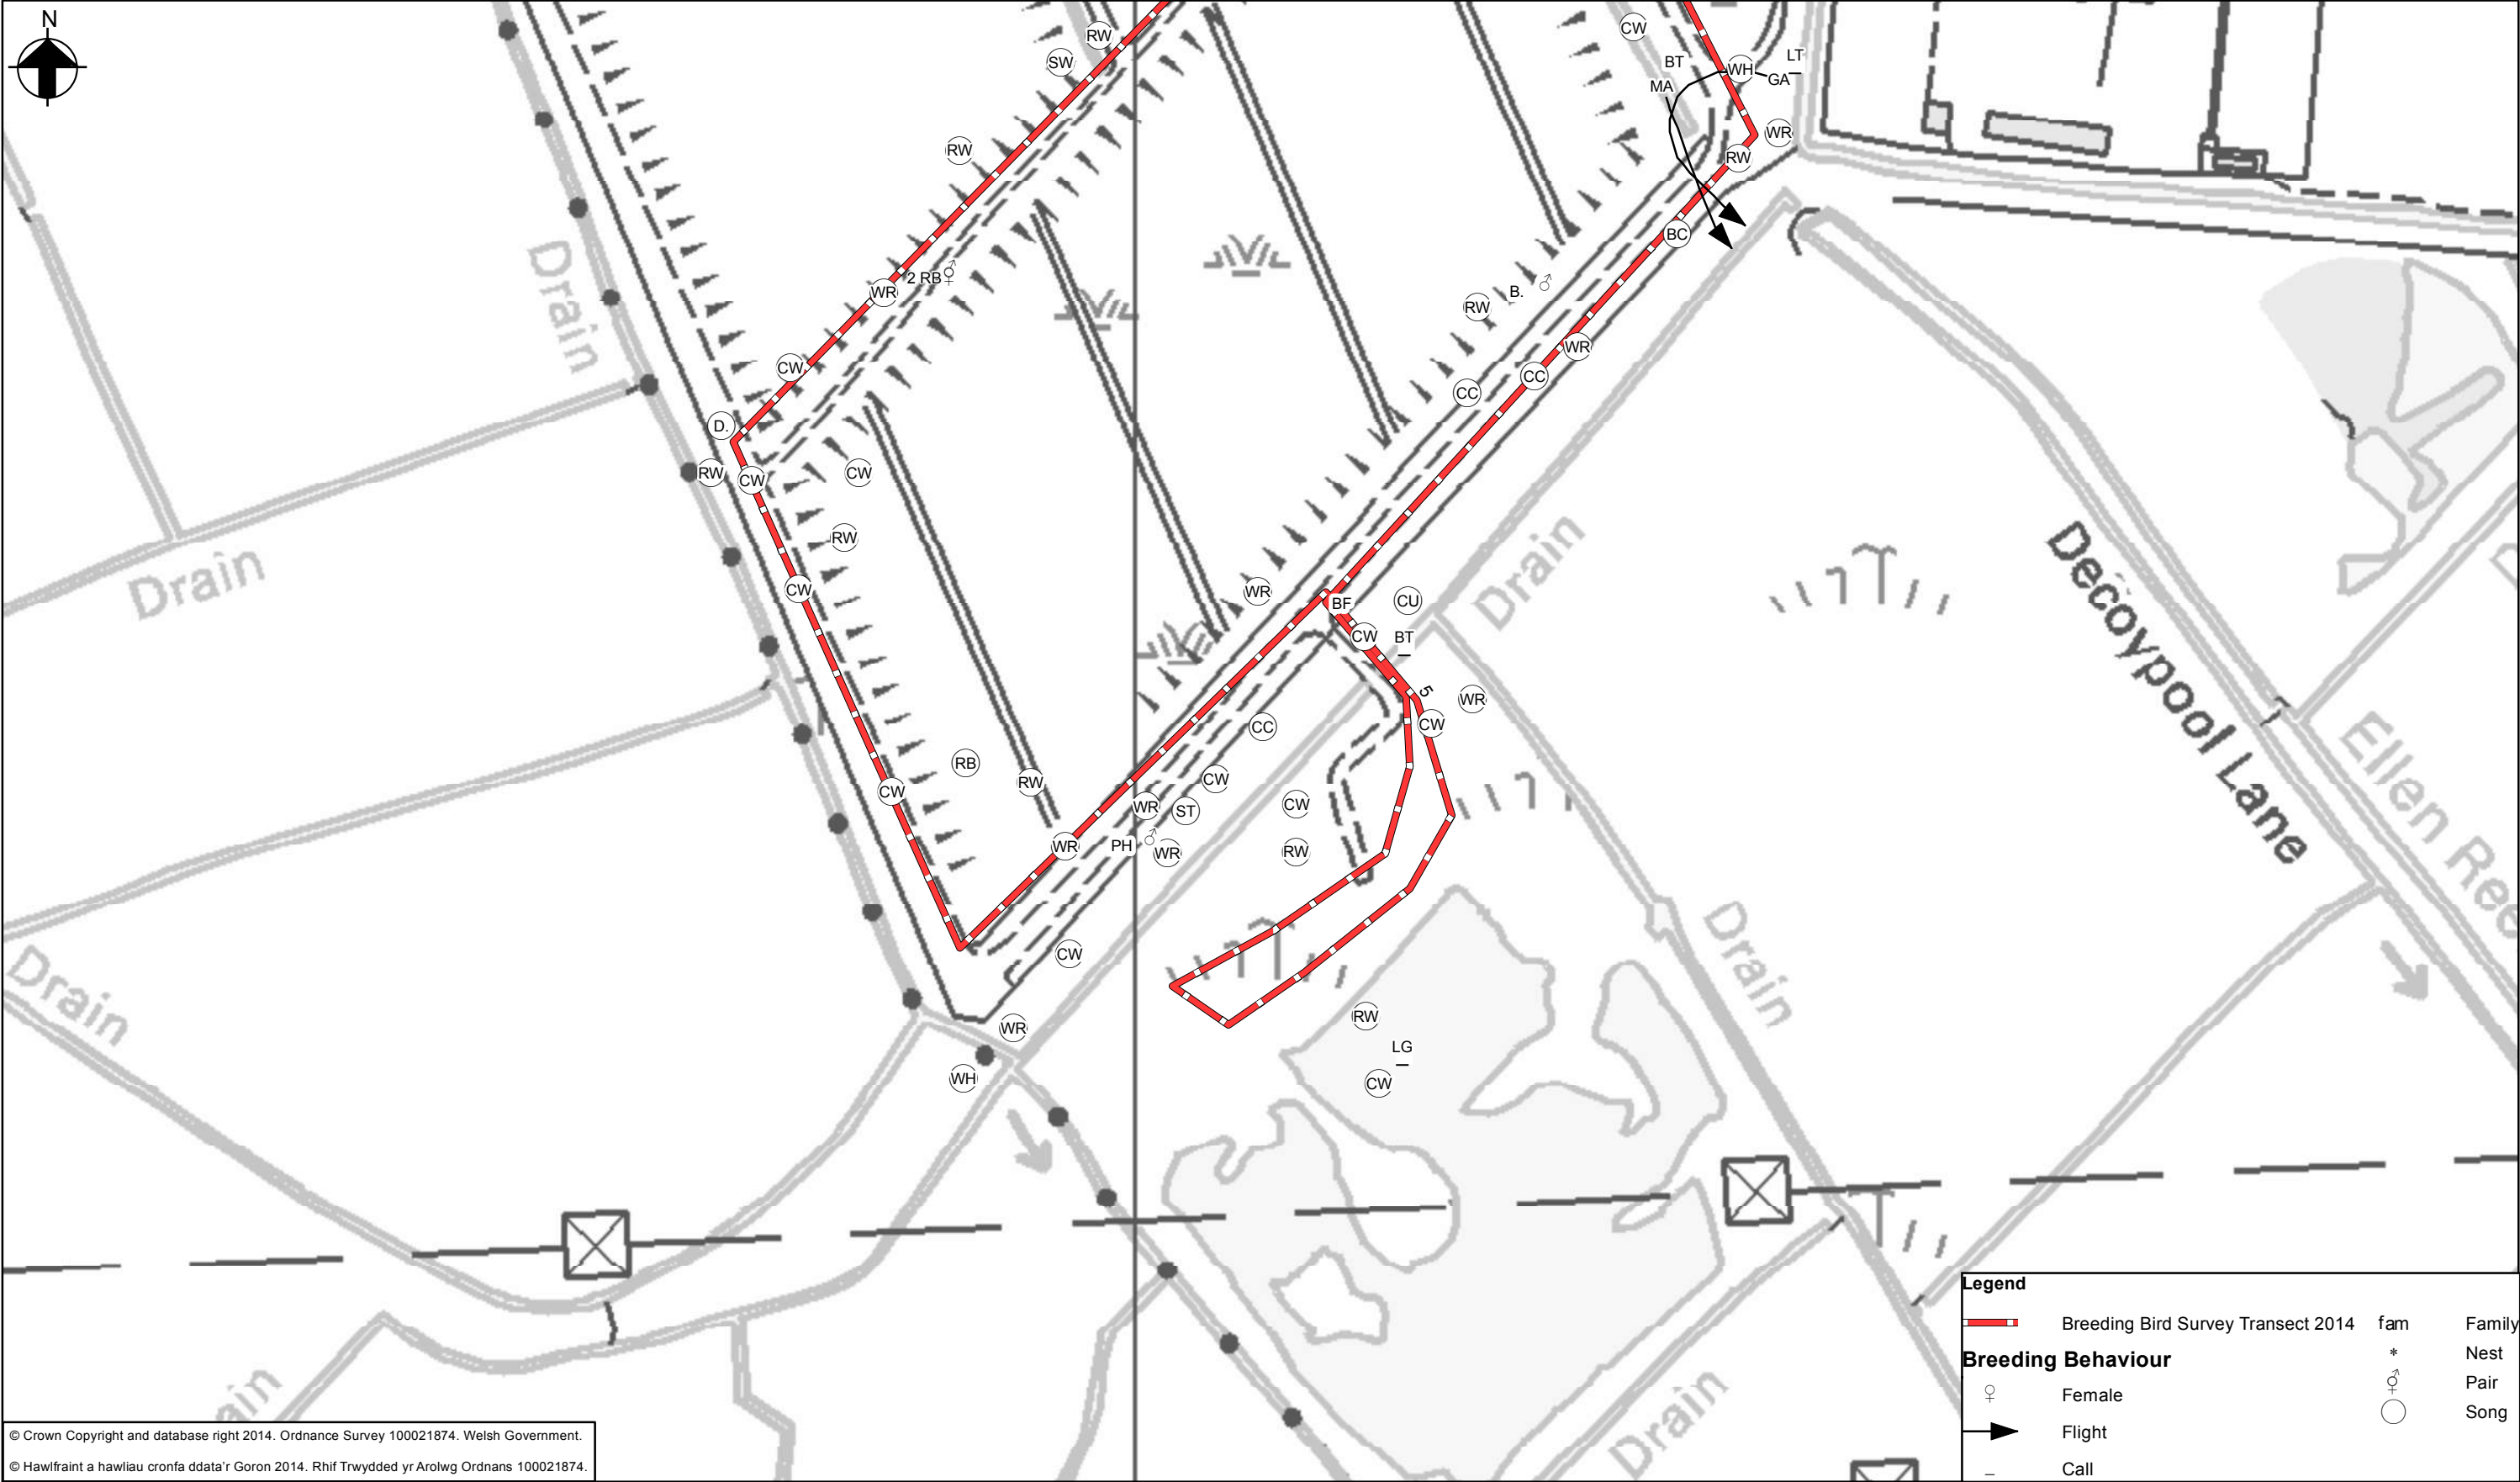 N
RW
SW
CW
BT
WH
LT
GA
MA
WR
RW
RW
BC
Drain
2 RB
WR
B.
RW
WR
CW
CC
CC
D.
RW
CW
CW
RW
Drain
CW
Drain
WR
BF
CU
CW
BT
5
WR
CW
CC
RB
RW
CW
CW
WR
ST
CW
WR
PH
WR
RW
Decoypool Lane
Ellen Ree
CW
Drain
Drain
RW
WR
LG
WH
CW
Drain
ain
Legend
Breeding Bird Survey Transect 2014
fam
Family
Breeding Behaviour
* Nest
♀ Female
⚥ Pair
Song
Flight
– Call
© Crown Copyright and database right 2014. Ordnance Survey 100021874. Welsh Government.
© Hawlfraint a hawliau cronfa ddata'r Goron 2014. Rhif Trwydded yr Arolwg Ordnans 100021874.